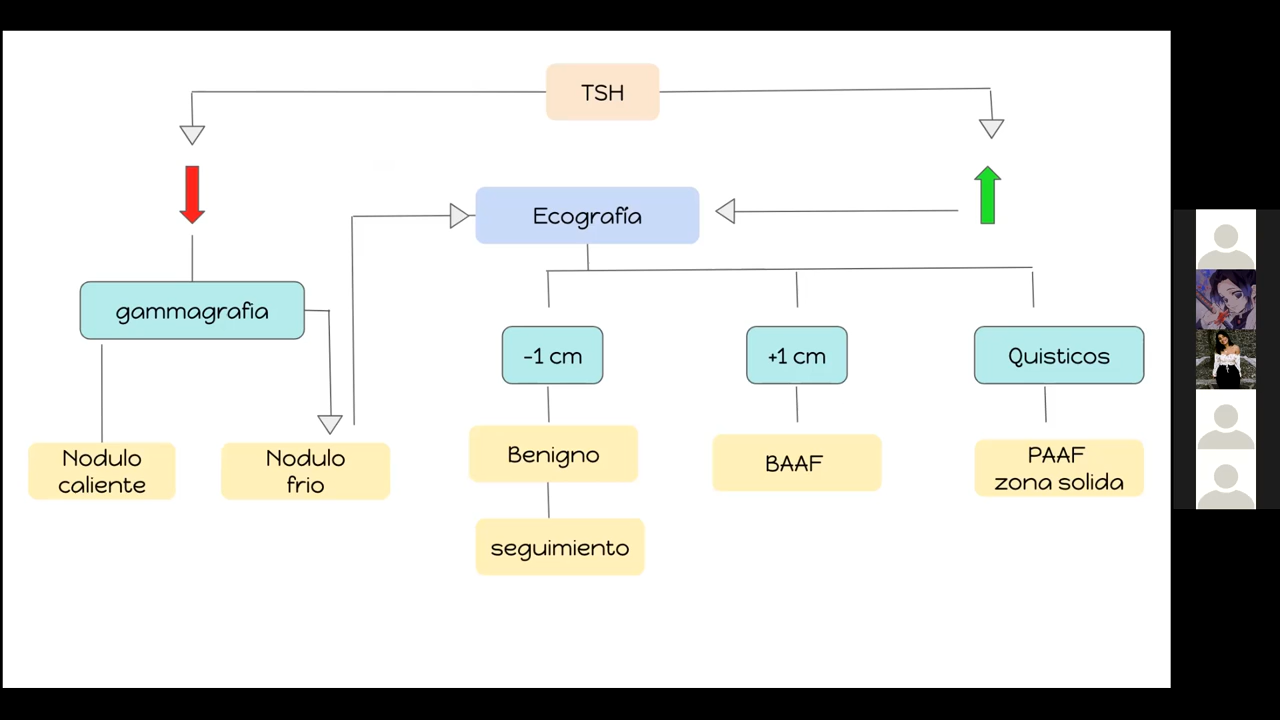 TSH
Ecografía
gammagrafia
-1 cm
+1 cm
Quisticos
Nodulo
caliente
Nodulo
frio
Benigno
BAAF
PAAF
zona solida
seguimiento